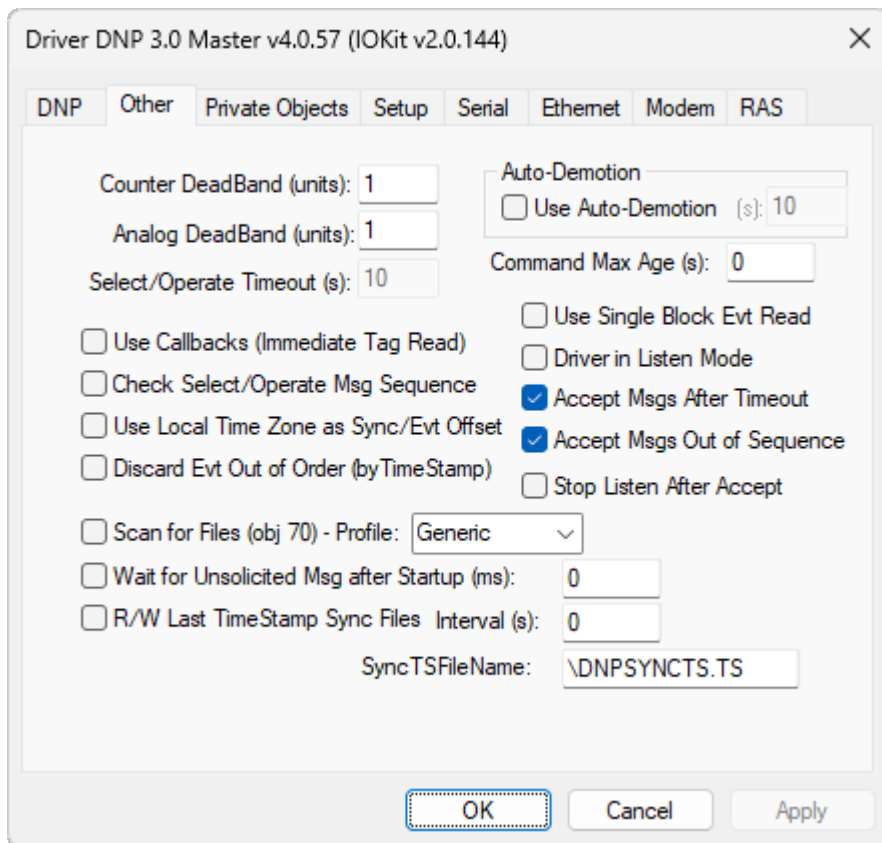 Driver DNP 3.0 Master v4.0.57 (IOKit v2.0.144)
DNP Other Private Objects Setup Serial Ethernet Modem RAS
Counter DeadBand (units): 1
Analog DeadBand (units): 1
Select/Operate Timeout (s): 10
Auto-Demotion
Use Auto-Demotion (s): 10
Command Max Age (s): 0
Use Callbacks (Immediate Tag Read)
Check Select/Operate Msg Sequence
Use Local Time Zone as Sync/Evt Offset
Discard Evt Out of Order (byTimeStamp)
Use Single Block Evt Read
Driver in Listen Mode
Accept Msgs After Timeout
Accept Msgs Out of Sequence
Stop Listen After Accept
Scan for Files (obj 70) - Profile: Generic
Wait for Unsolicited Msg after Startup (ms): 0
R/W Last TimeStamp Sync Files Interval (s): 0
SyncTSFileName: \DNPSYNCTS.TS
OK Cancel Apply